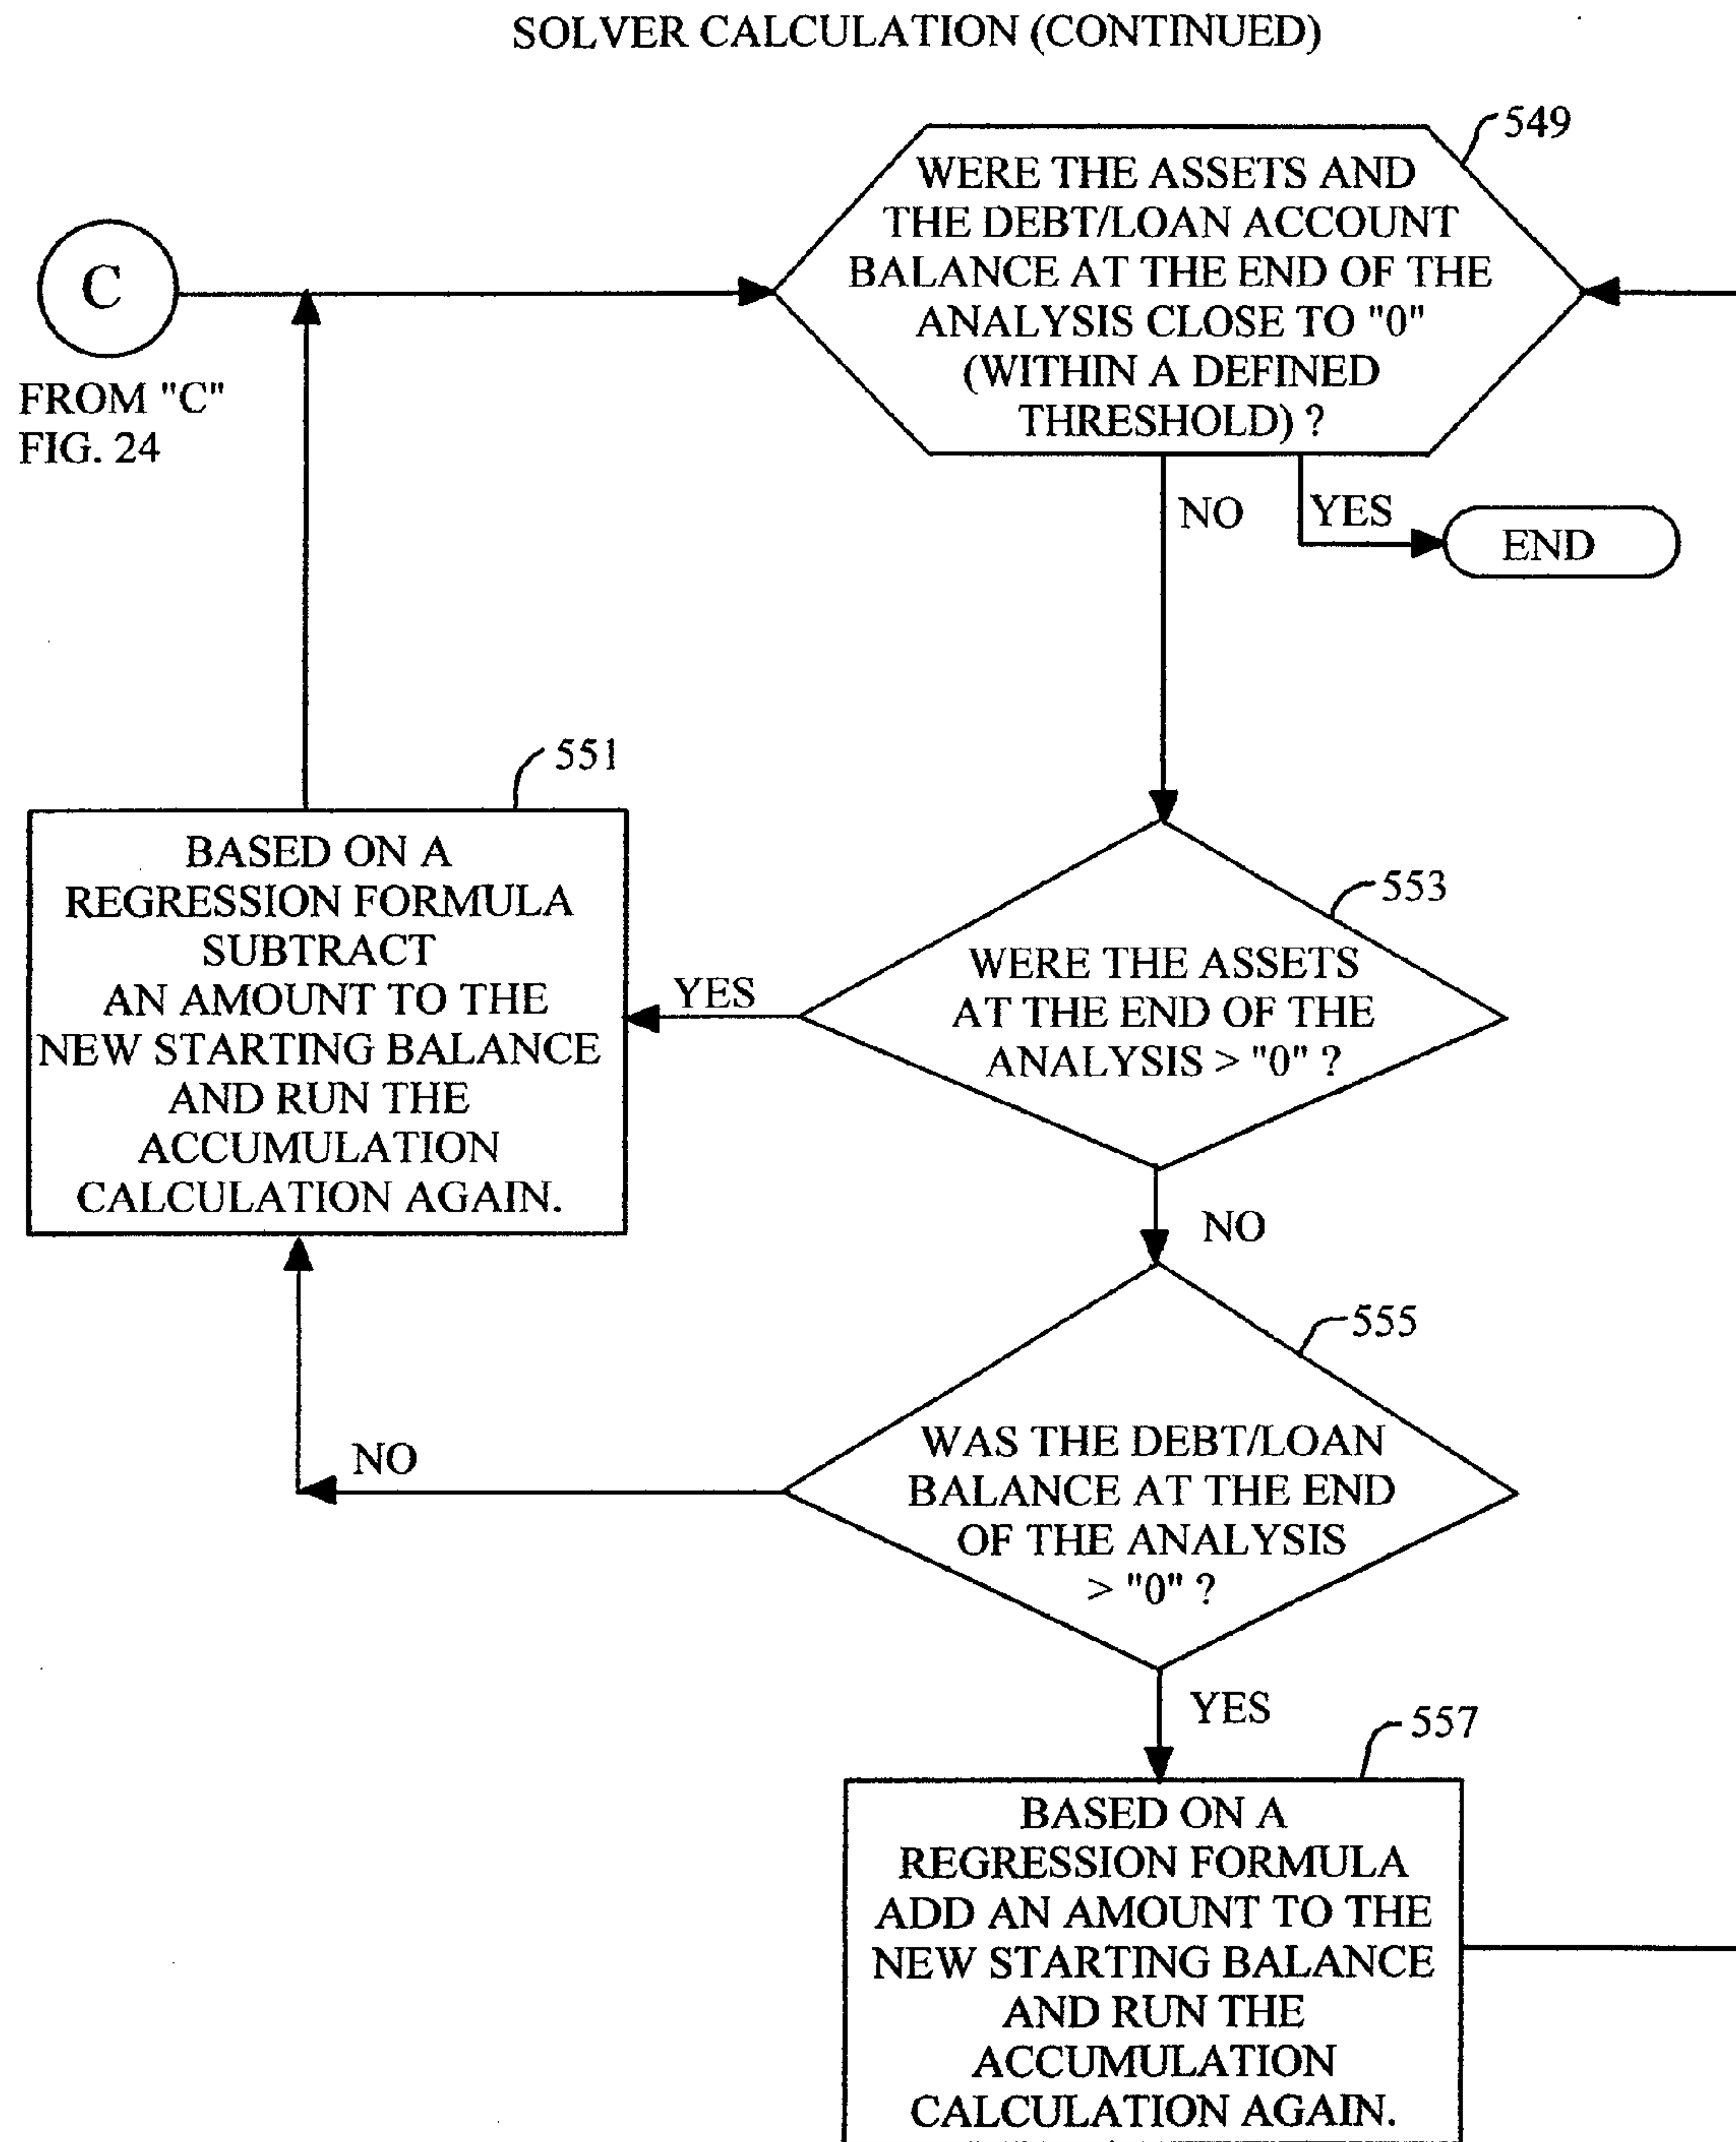 SOLVER CALCULATION (CONTINUED)
549
WERE THE ASSETS AND
THE DEBT/LOAN ACCOUNT
BALANCE AT THE END OF THE
ANALYSIS CLOSE TO "0"
(WITHIN A DEFINED
THRESHOLD) ?
C
FROM "C"
FIG. 24
NO
YES
END
551
BASED ON A
REGRESSION FORMULA
SUBTRACT
AN AMOUNT TO THE
NEW STARTING BALANCE
AND RUN THE
ACCUMULATION
CALCULATION AGAIN.
553
WERE THE ASSETS
AT THE END OF THE
ANALYSIS > "0" ?
YES
NO
555
WAS THE DEBT/LOAN
BALANCE AT THE END
OF THE ANALYSIS
> "0" ?
NO
YES
557
BASED ON A
REGRESSION FORMULA
ADD AN AMOUNT TO THE
NEW STARTING BALANCE
AND RUN THE
ACCUMULATION
CALCULATION AGAIN.